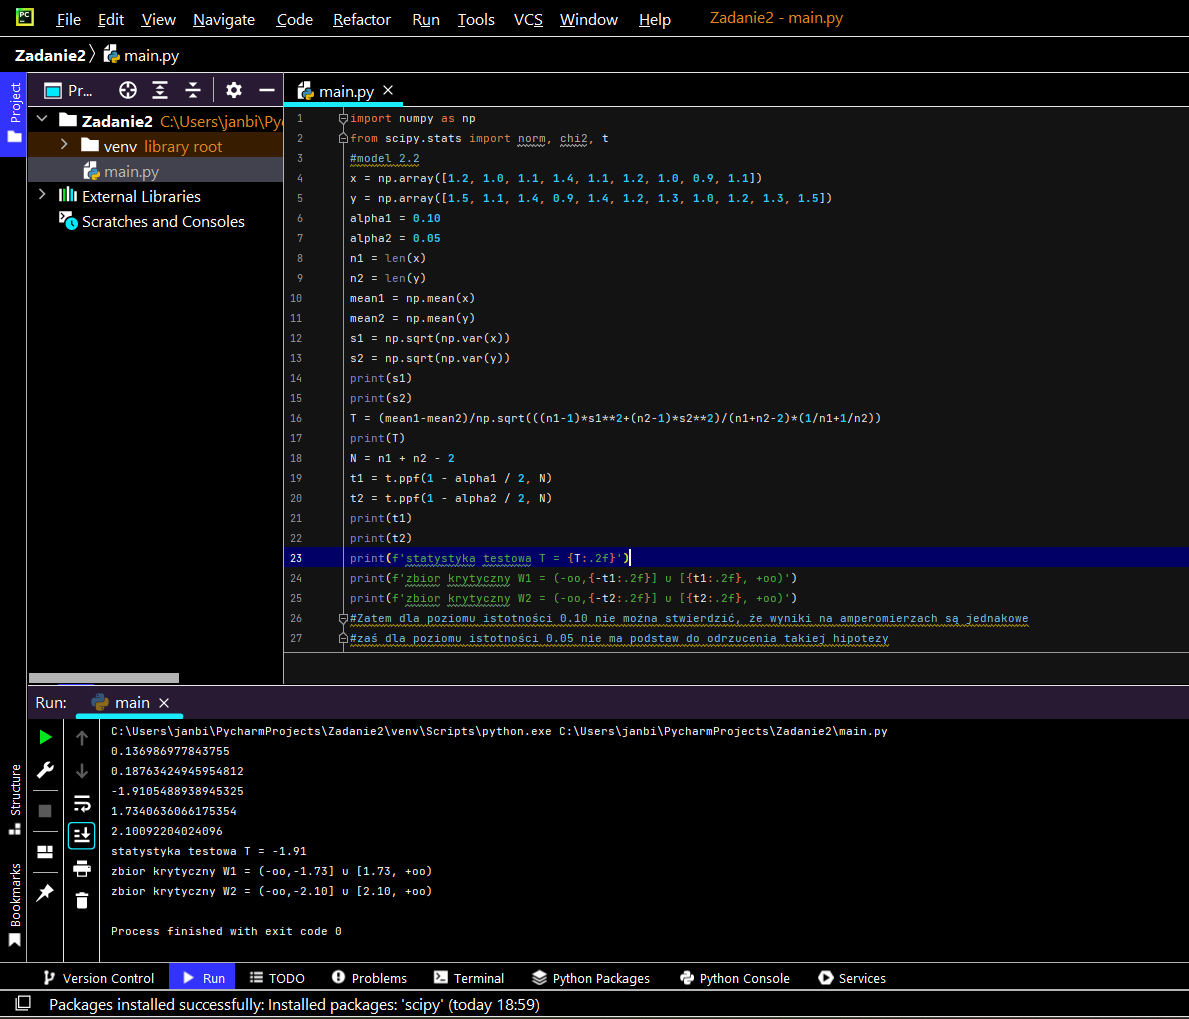 PC
File Edit View Navigate Code Refactor Run Tools VCS Window Help Zadanie2 - main.py
Zadanie2 main.py
Project
Pr...
Zadanie2 C:\Users\janbi\Py
venv library root
main.py
External Libraries
Scratches and Consoles
main.py
1 import numpy as np
2 from scipy.stats import norm, chi2, t
3 #model 2.2
4 x = np.array([1.2, 1.0, 1.1, 1.4, 1.1, 1.2, 1.0, 0.9, 1.1])
5 y = np.array([1.5, 1.1, 1.4, 0.9, 1.4, 1.2, 1.3, 1.0, 1.2, 1.3, 1.5])
6 alpha1 = 0.10
7 alpha2 = 0.05
8 n1 = len(x)
9 n2 = len(y)
10 mean1 = np.mean(x)
11 mean2 = np.mean(y)
12 s1 = np.sqrt(np.var(x))
13 s2 = np.sqrt(np.var(y))
14 print(s1)
15 print(s2)
16 T = (mean1-mean2)/np.sqrt(((n1-1)*s1**2+(n2-1)*s2**2)/(n1+n2-2)*(1/n1+1/n2))
17 print(T)
18 N = n1 + n2 - 2
19 t1 = t.ppf(1 - alpha1 / 2, N)
20 t2 = t.ppf(1 - alpha2 / 2, N)
21 print(t1)
22 print(t2)
23 print(f'statystyka testowa T = {T:.2f}')
24 print(f'zbior krytyczny W1 = (-oo,{-t1:.2f}] u [{t1:.2f}, +oo)')
25 print(f'zbior krytyczny W2 = (-oo,{-t2:.2f}] u [{t2:.2f}, +oo)')
26 #Zatem dla poziomu istotności 0.10 nie można stwierdzić, że wyniki na amperomierzach są jednakowe
27 #zaś dla poziomu istotności 0.05 nie ma podstaw do odrzucenia takiej hipotezy
Run: main
C:\Users\janbi\PycharmProjects\Zadanie2\venv\Scripts\python.exe C:\Users\janbi\PycharmProjects\Zadanie2\main.py
0.136986977843755
0.18763424945954812
-1.9105488938945325
1.7340636066175354
2.10092204024096
statystyka testowa T = -1.91
zbior krytyczny W1 = (-oo,-1.73] u [1.73, +oo)
zbior krytyczny W2 = (-oo,-2.10] u [2.10, +oo)
Process finished with exit code 0
Structure
Bookmarks
Version Control Run TODO Problems Terminal Python Packages Python Console Services
Packages installed successfully: Installed packages: 'scipy' (today 18:59)